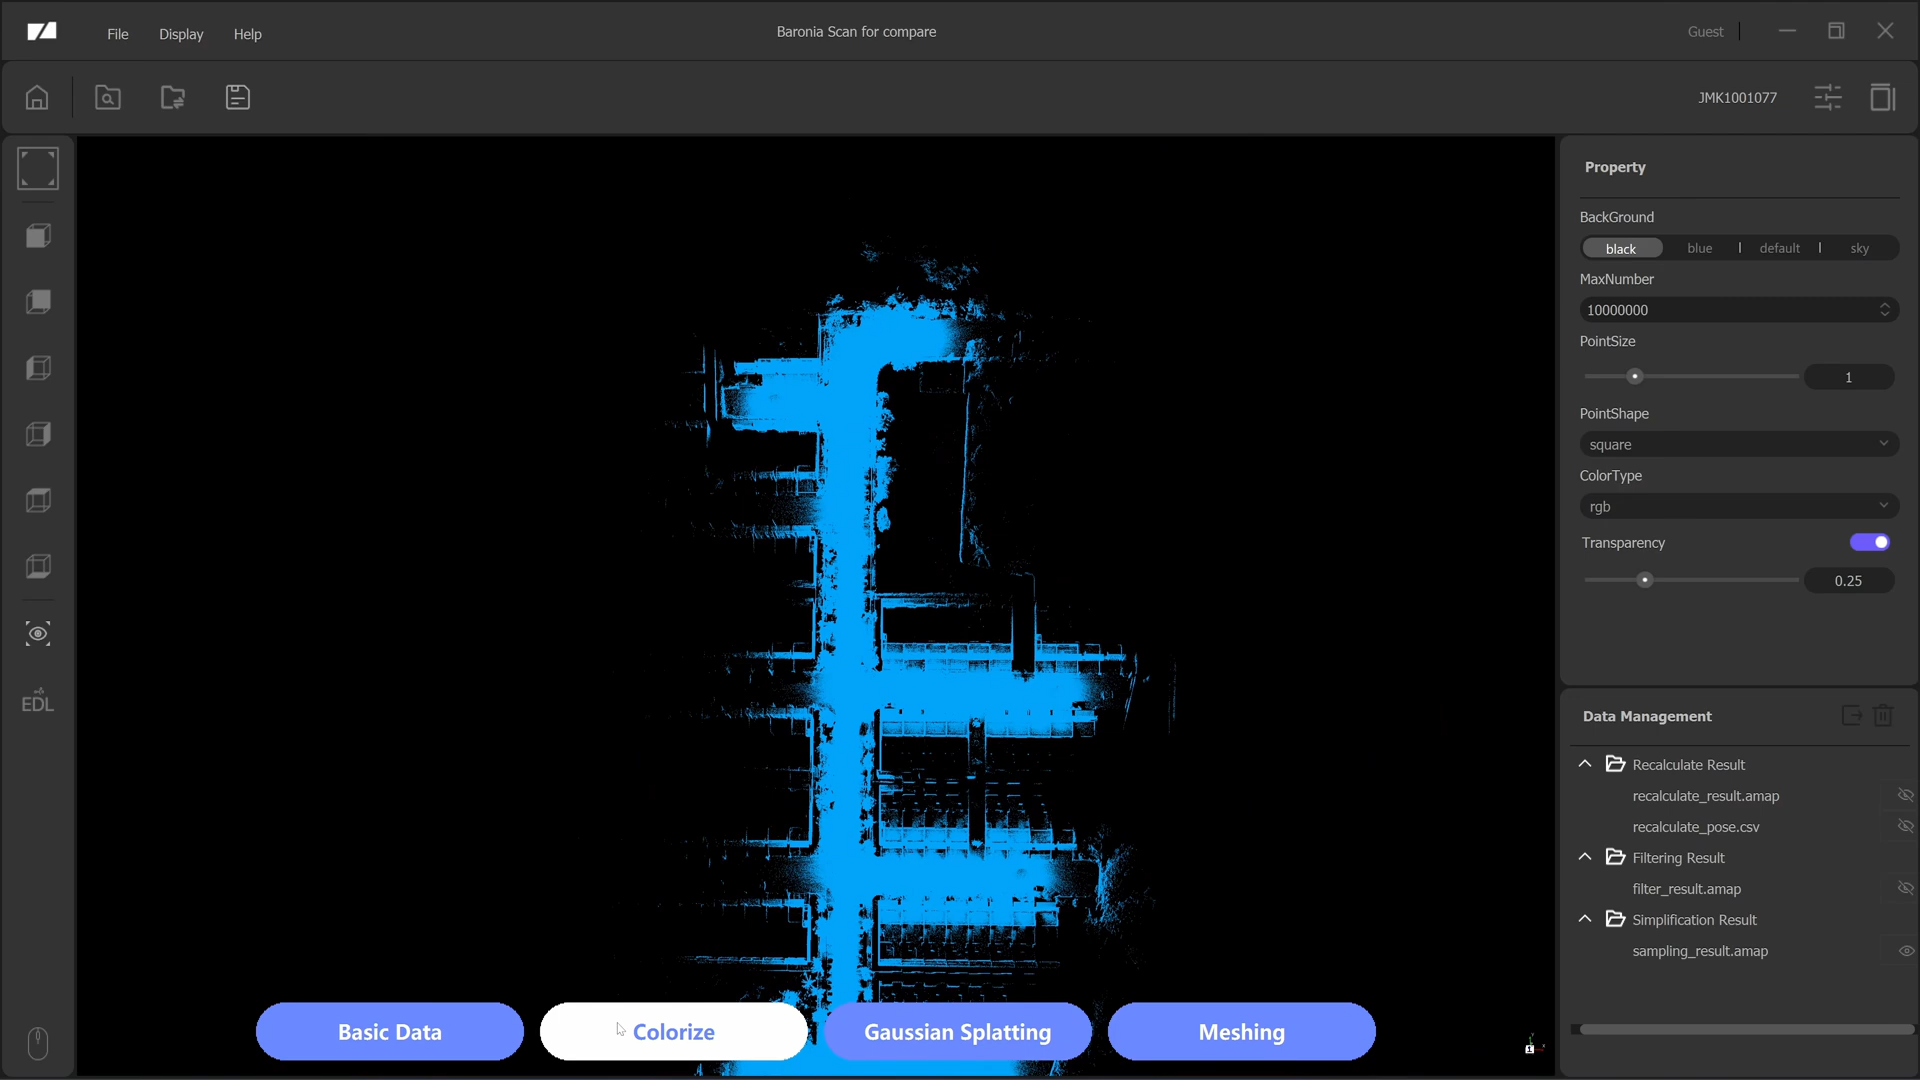 File Display Help
Baronia Scan for compare
Guest
JMK1001077
Property
BackGround
black blue default sky
MaxNumber
10000000
PointSize
1
PointShape
square
ColorType
rgb
Transparency
0.25
EDL
Data Management
Recalculate Result
recalculate_result.amap
recalculate_pose.csv
Filtering Result
filter_result.amap
Simplification Result
sampling_result.amap
Basic Data
Colorize
Gaussian Splatting
Meshing
1